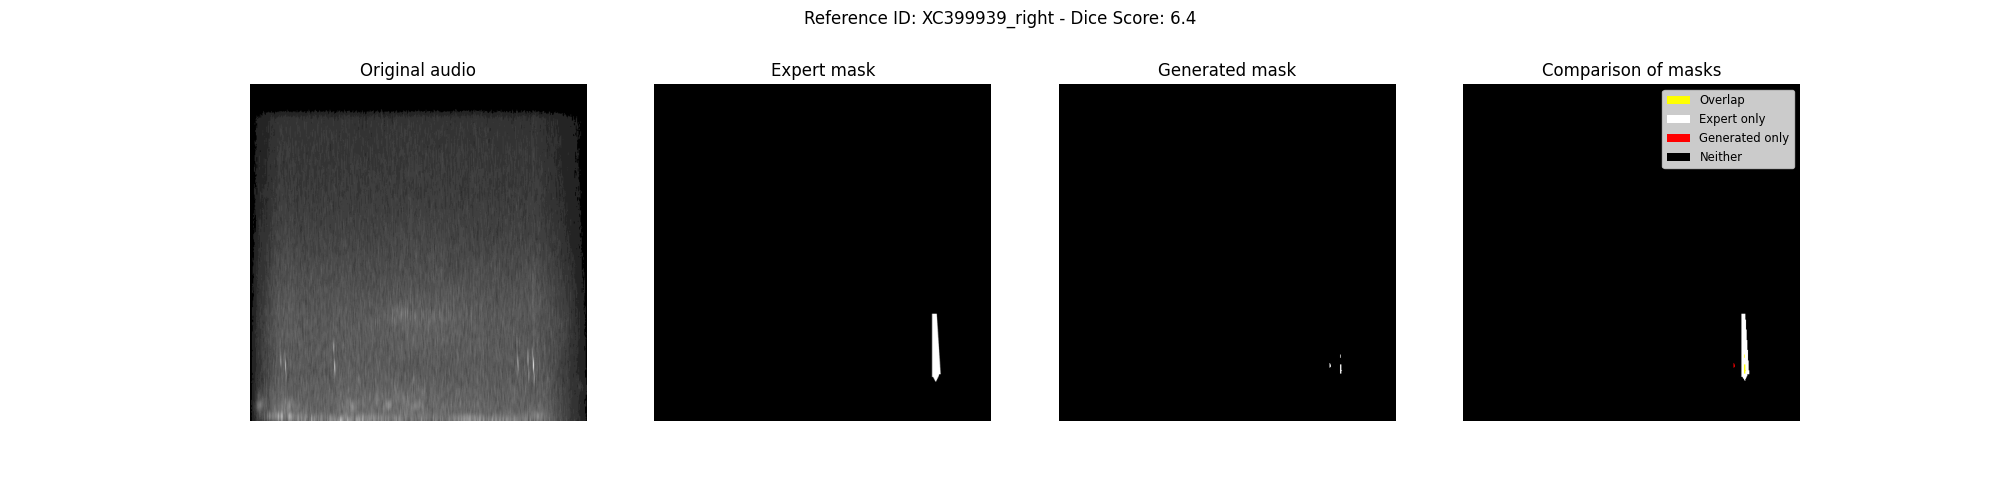 Reference ID: XC399939_right - Dice Score: 6.4
Original audio
Expert mask
Generated mask
Comparison of masks
Overlap
Expert only
Generated only
Neither